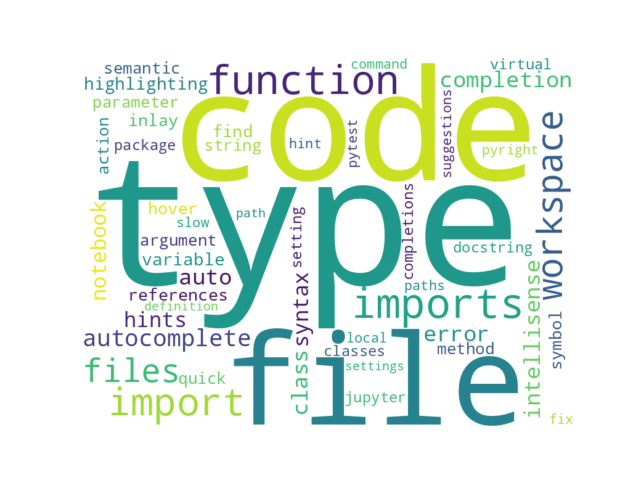 semantic
command
virtual
highlighting
function
completion
code
parameter
inlay
action
find
string
package
hint
pytest
suggestions
pyright
workspace
type
notebook
hover
slow
path
argument
variable
auto
references
definition
setting
completions
docstring
paths
imports
hints
syntax
autocomplete
file
local
error
classes
method
intellisense
symbol
files
quick
class
settings
import
jupyter
fix